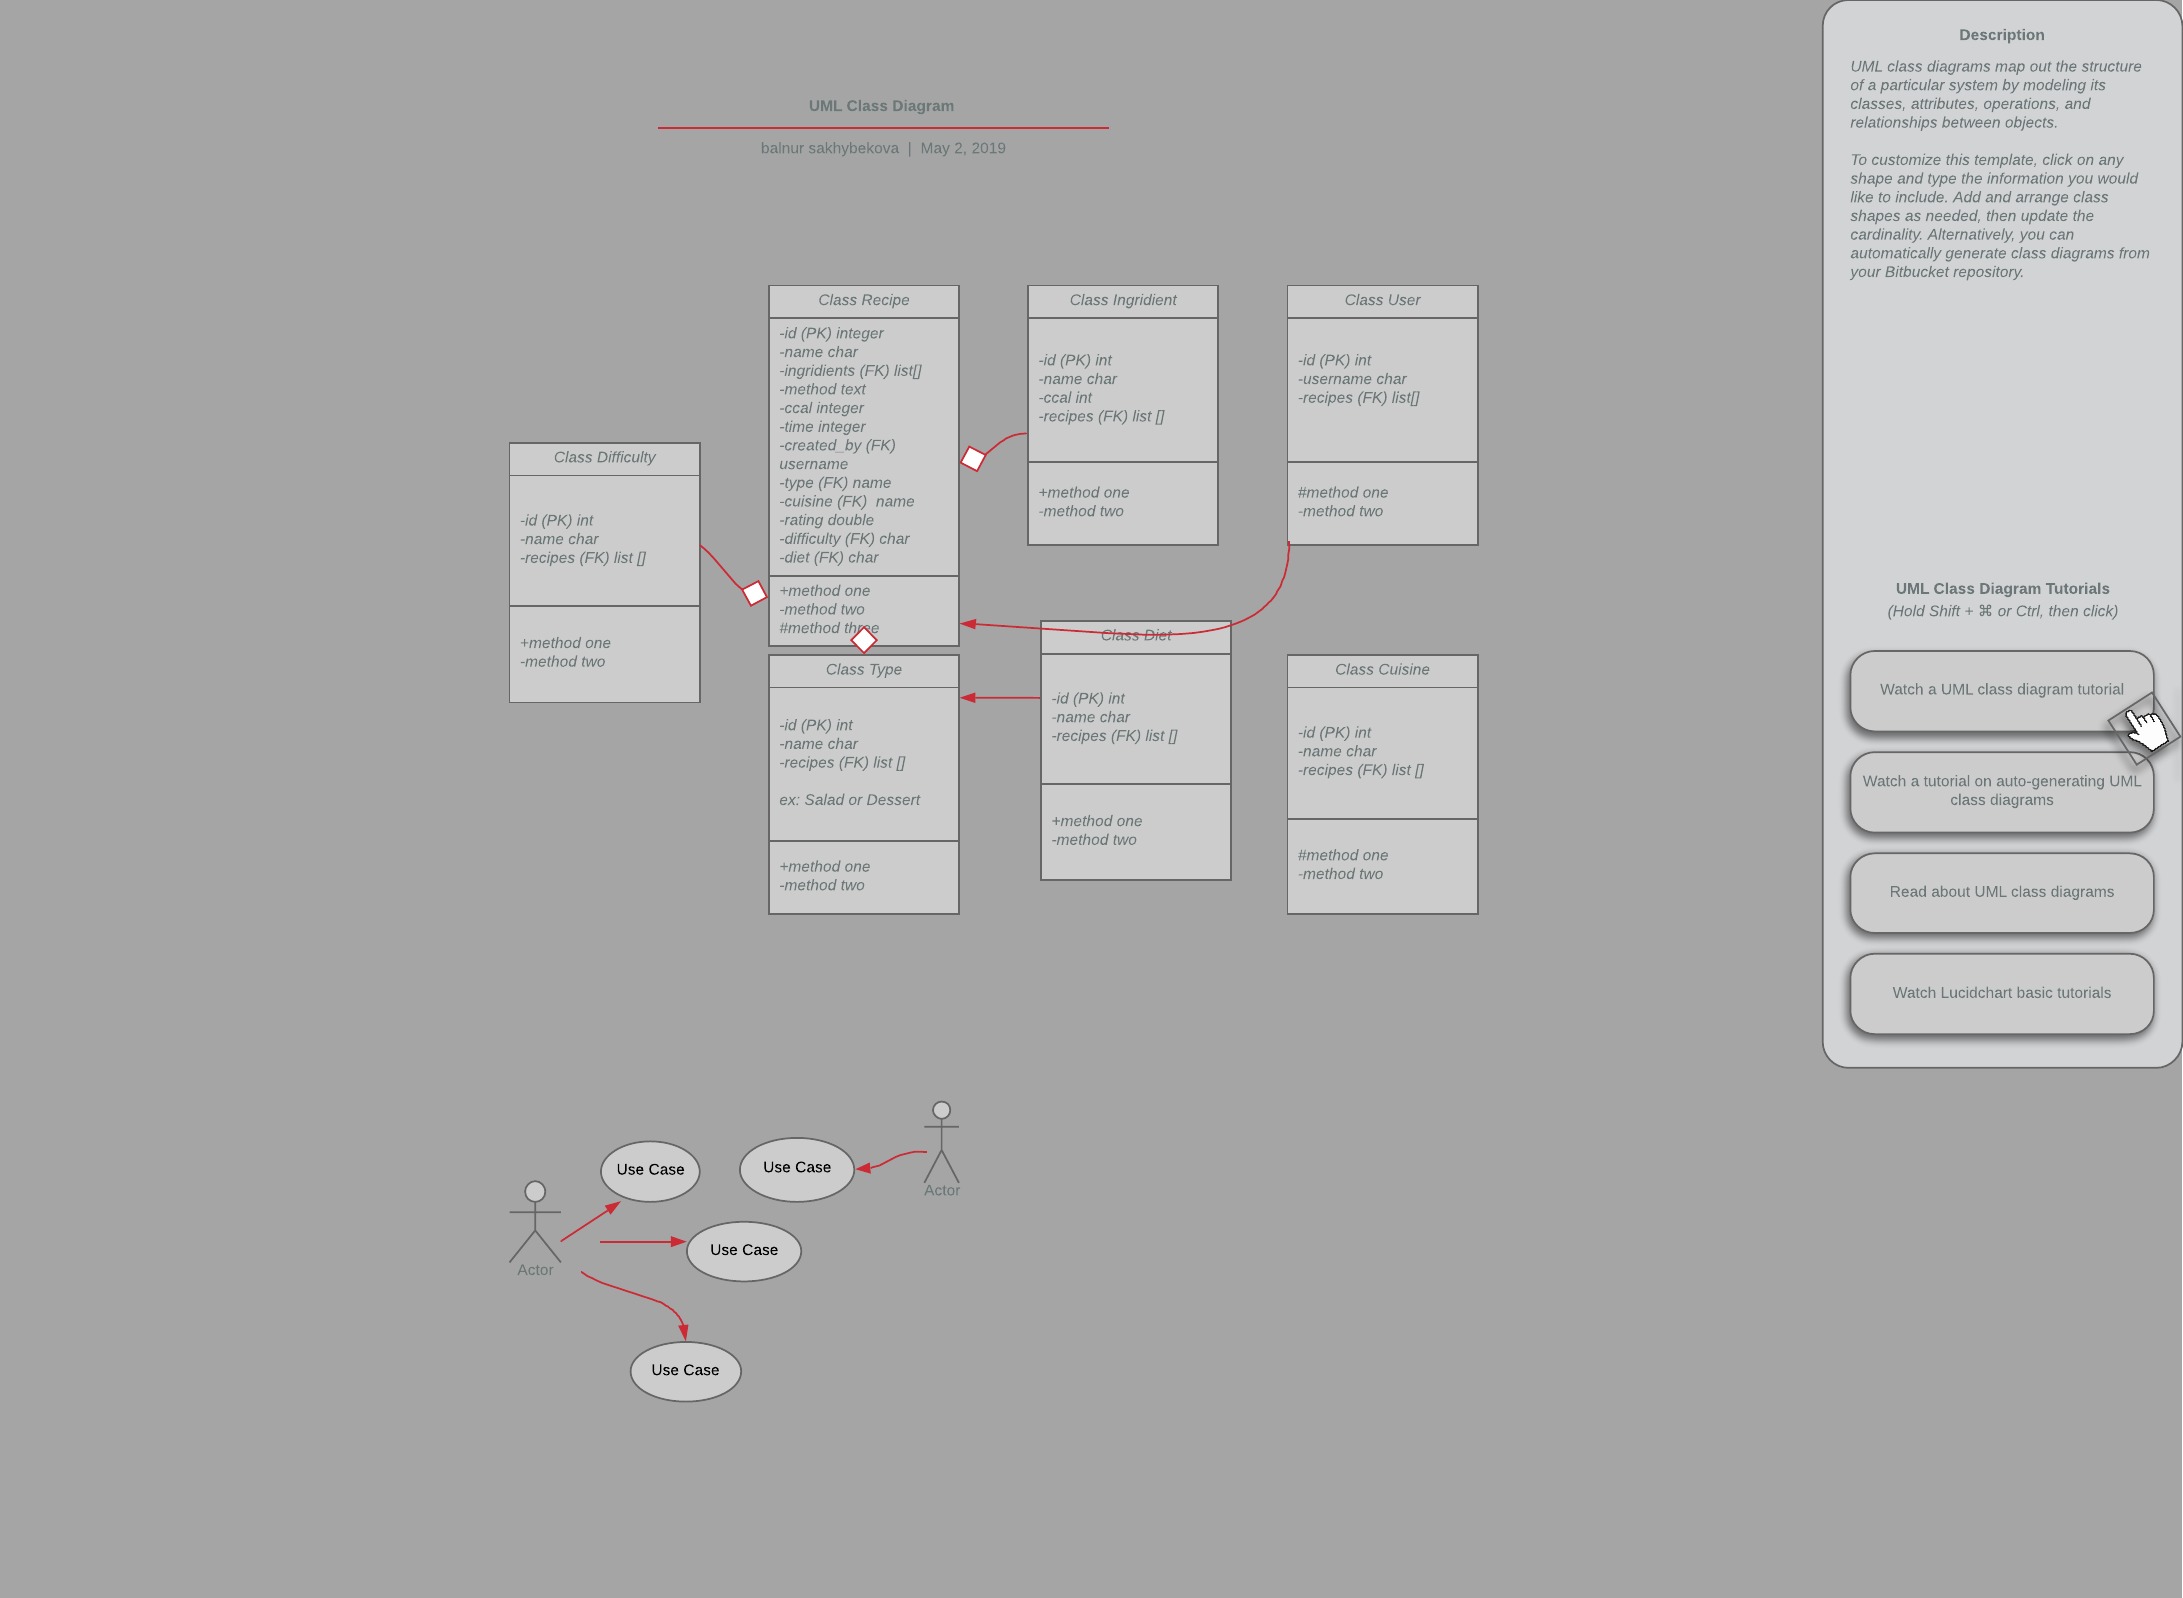 UML Class Diagram
balnur sakhybekova | May 2, 2019
Class Recipe
-id (PK) integer
-name char
-ingridients (FK) list[]
-method text
-ccal integer
-time integer
-created_by (FK)
username
-type (FK) name
-cuisine (FK)  name
-rating double
-difficulty (FK) char
-diet (FK) char
+method one
-method two
#method three
Class Ingridient
-id (PK) int
-name char
-ccal int
-recipes (FK) list []
+method one
-method two
Class User
-id (PK) int
-username char
-recipes (FK) list[]
#method one
-method two
Class Difficulty
-id (PK) int
-name char
-recipes (FK) list []
+method one
-method two
Class Type
-id (PK) int
-name char
-recipes (FK) list []
ex: Salad or Dessert
+method one
-method two
Class Diet
-id (PK) int
-name char
-recipes (FK) list []
+method one
-method two
Class Cuisine
-id (PK) int
-name char
-recipes (FK) list []
#method one
-method two
Use Case
Use Case
Actor
Use Case
Actor
Use Case
Description
UML class diagrams map out the structure
of a particular system by modeling its
classes, attributes, operations, and
relationships between objects.
To customize this template, click on any
shape and type the information you would
like to include. Add and arrange class
shapes as needed, then update the
cardinality. Alternatively, you can
automatically generate class diagrams from
your Bitbucket repository.
UML Class Diagram Tutorials
(Hold Shift + ⌘ or Ctrl, then click)
Watch a UML class diagram tutorial
Watch a tutorial on auto-generating UML
class diagrams
Read about UML class diagrams
Watch Lucidchart basic tutorials